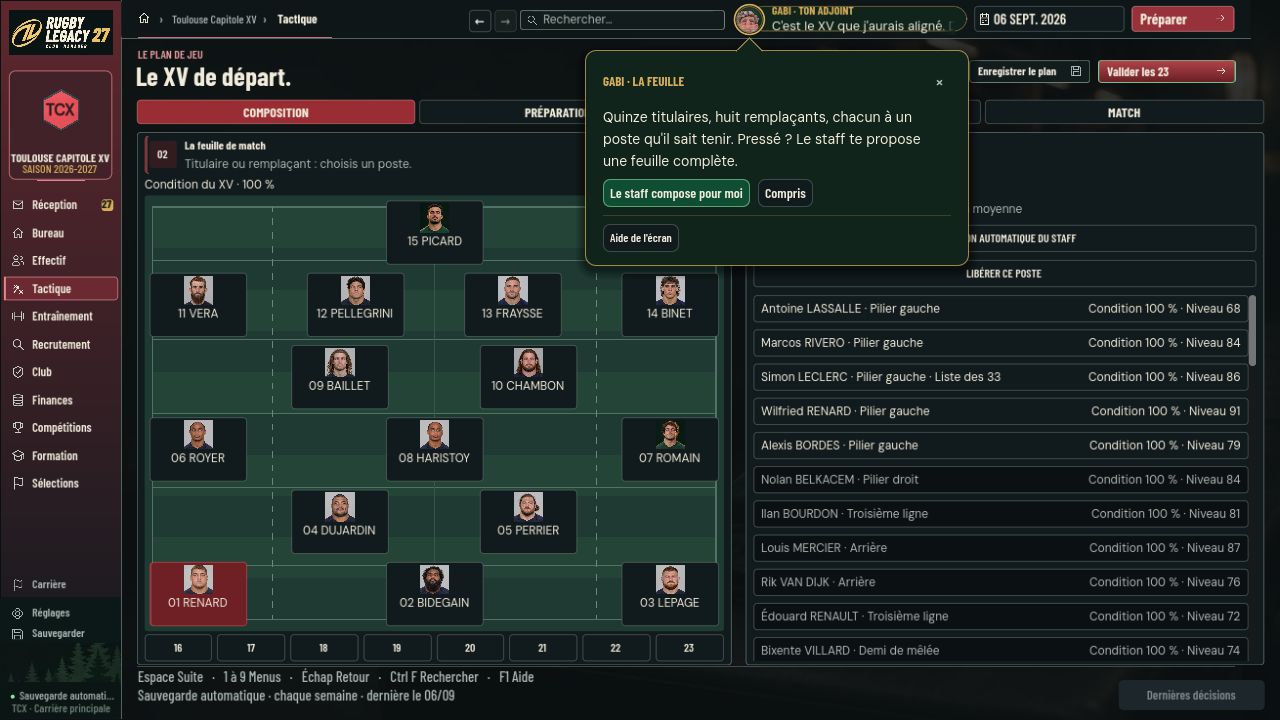 RUGBY
LEGACY 27
CLUB MANAGER
Toulouse Capitole XV
Tactique
Rechercher...
GABI · TON ADJOINT
C'est le XV que j'aurais aligné.
06 SEPT. 2026
Préparer
LE PLAN DE JEU
Le XV de départ.
Enregistrer le plan
Valider les 23
TCX
TOULOUSE CAPITOLE XV
SAISON 2026-2027
COMPOSITION
MATCH
GABI · LA FEUILLE
×
Quinze titulaires, huit remplaçants, chacun à un
poste qu'il sait tenir. Pressé ? Le staff te propose
une feuille complète.
Le staff compose pour moi
Compris
Aide de l'écran
02
La feuille de match
Titulaire ou remplaçant : choisis un poste.
Condition du XV · 100 %
moyenne
AUTOMATIQUE DU STAFF
LIBÉRER CE POSTE
Réception
27
Bureau
Effectif
Tactique
Entraînement
Recrutement
Club
Finances
Compétitions
Formation
Sélections
Carrière
Réglages
Sauvegarder
Sauvegarde automati...
TCX · Carrière principale
15 PICARD
11 VERA
12 PELLEGRINI
13 FRAYSSE
14 BINET
09 BAILLET
10 CHAMBON
06 ROYER
08 HARISTOY
07 ROMAIN
04 DUJARDIN
05 PERRIER
01 RENARD
02 BIDEGAIN
03 LEPAGE
16
17
18
19
20
21
22
23
Antoine LASSALLE · Pilier gauche Condition 100 % · Niveau 68
Marcos RIVERO · Pilier gauche Condition 100 % · Niveau 84
Simon LECLERC · Pilier gauche · Liste des 33 Condition 100 % · Niveau 86
Wilfried RENARD · Pilier gauche Condition 100 % · Niveau 91
Alexis BORDES · Pilier gauche Condition 100 % · Niveau 79
Nolan BELKACEM · Pilier droit Condition 100 % · Niveau 84
Ilan BOURDON · Troisième ligne Condition 100 % · Niveau 81
Louis MERCIER · Arrière Condition 100 % · Niveau 87
Rik VAN DIJK · Arrière Condition 100 % · Niveau 76
Édouard RENAULT · Troisième ligne Condition 100 % · Niveau 72
Bixente VILLARD · Demi de mêlée Condition 100 % · Niveau 74
Espace Suite · 1 à 9 Menus · Échap Retour · Ctrl F Rechercher · F1 Aide
Sauvegarde automatique · chaque semaine · dernière le 06/09
Dernières décisions